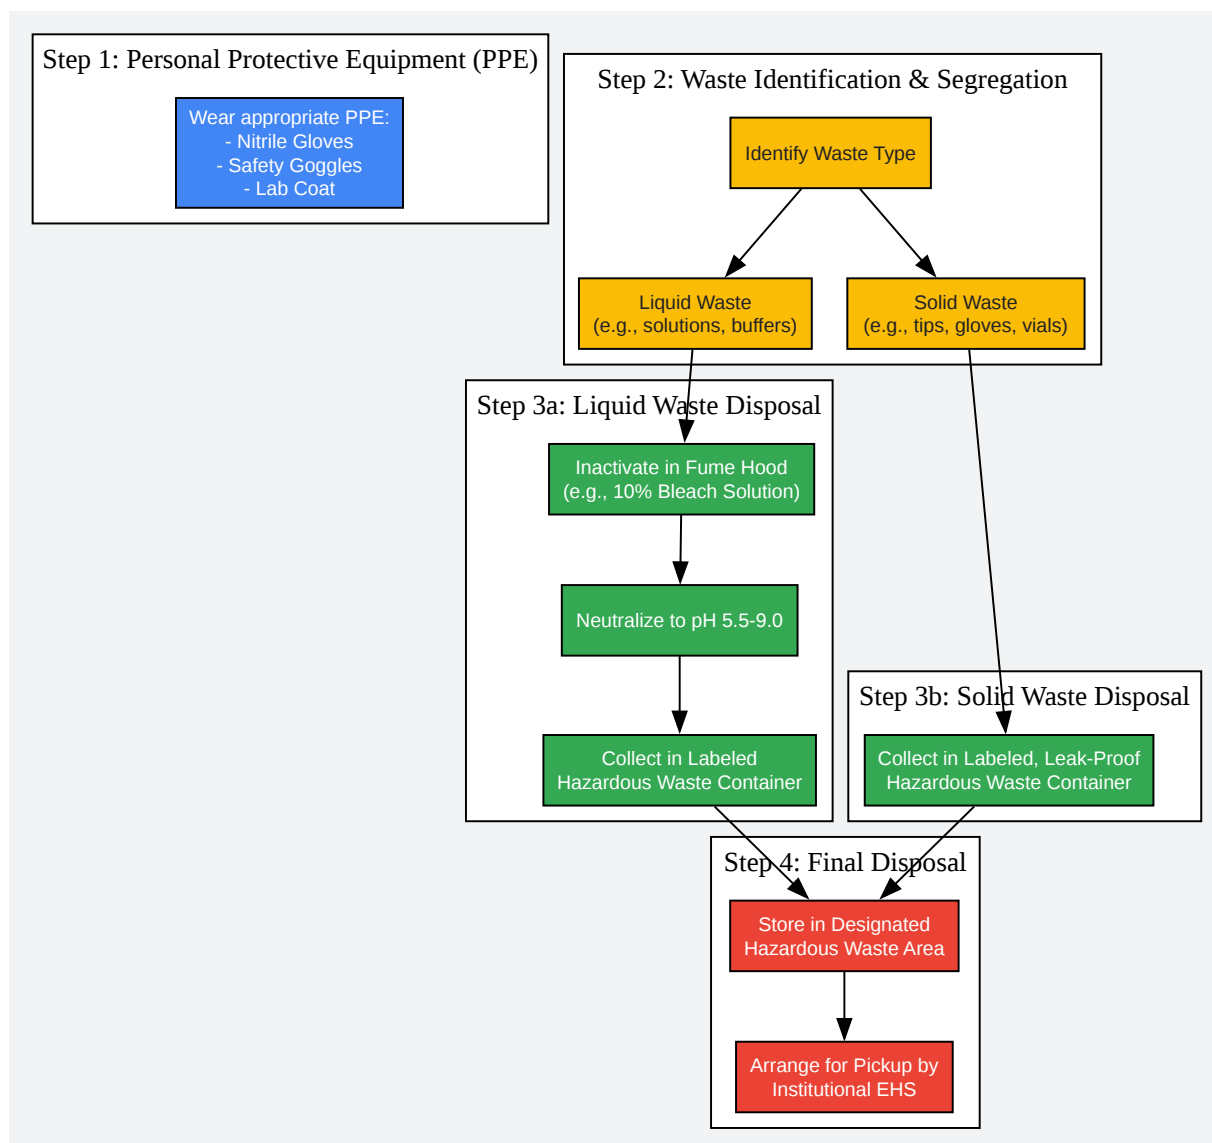 Step 1: Personal Protective Equipment (PPE)
Wear appropriate PPE:
- Nitrile Gloves
- Safety Goggles
- Lab Coat
Step 2: Waste Identification & Segregation
Identify Waste Type
Liquid Waste
(e.g., solutions, buffers)
Solid Waste
(e.g., tips, gloves, vials)
Step 3a: Liquid Waste Disposal
Inactivate in Fume Hood
(e.g., 10% Bleach Solution)
Neutralize to pH 5.5-9.0
Collect in Labeled
Hazardous Waste Container
Step 3b: Solid Waste Disposal
Collect in Labeled, Leak-Proof
Hazardous Waste Container
Step 4: Final Disposal
Store in Designated
Hazardous Waste Area
Arrange for Pickup by
Institutional EHS